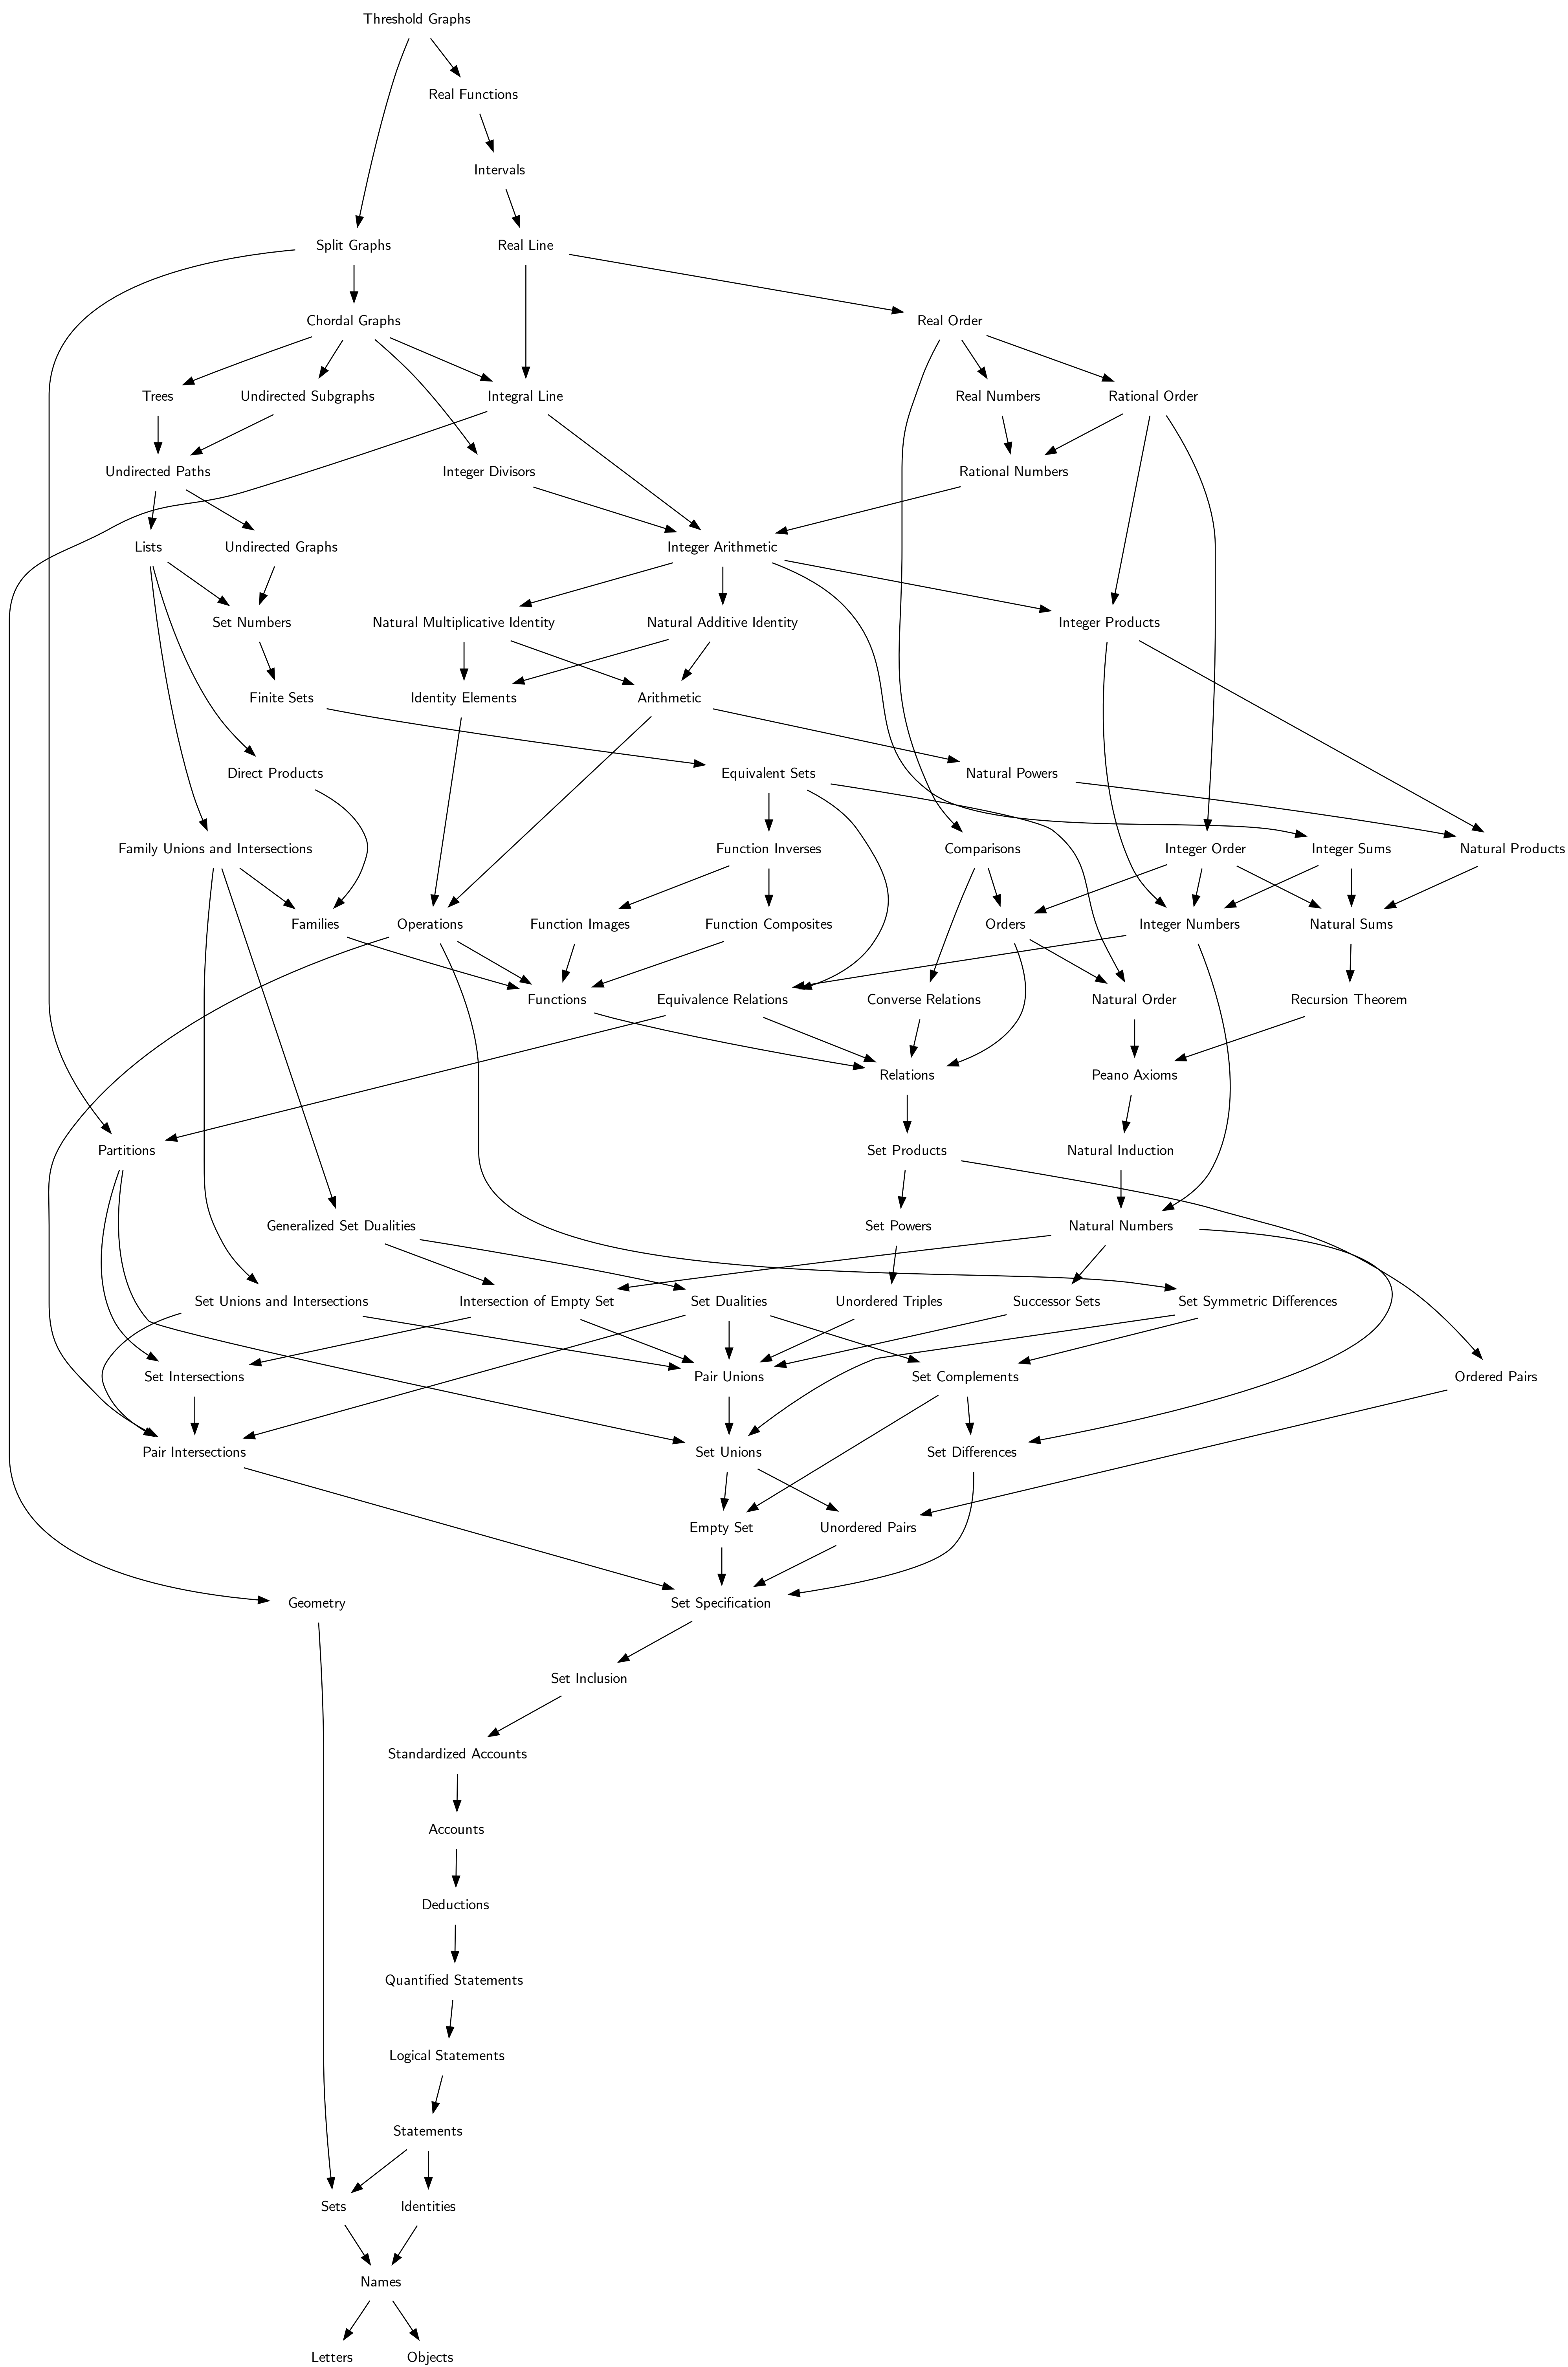 Threshold Graphs
Real Functions
Intervals
Split Graphs
Real Line
Chordal Graphs
Real Order
Trees
Undirected Subgraphs
Integral Line
Real Numbers
Rational Order
Undirected Paths
Integer Divisors
Rational Numbers
Lists
Undirected Graphs
Integer Arithmetic
Set Numbers
Natural Multiplicative Identity
Natural Additive Identity
Integer Products
Finite Sets
Identity Elements
Arithmetic
Direct Products
Equivalent Sets
Natural Powers
Family Unions and Intersections
Function Inverses
Comparisons
Integer Order
Integer Sums
Natural Products
Families
Operations
Function Images
Function Composites
Orders
Integer Numbers
Natural Sums
Functions
Equivalence Relations
Converse Relations
Natural Order
Recursion Theorem
Relations
Peano Axioms
Partitions
Set Products
Natural Induction
Generalized Set Dualities
Set Powers
Natural Numbers
Set Unions and Intersections
Intersection of Empty Set
Set Dualities
Unordered Triples
Successor Sets
Set Symmetric Differences
Set Intersections
Pair Unions
Set Complements
Ordered Pairs
Pair Intersections
Set Unions
Set Differences
Empty Set
Unordered Pairs
Geometry
Set Specification
Set Inclusion
Standardized Accounts
Accounts
Deductions
Quantified Statements
Logical Statements
Statements
Sets
Identities
Names
Letters
Objects